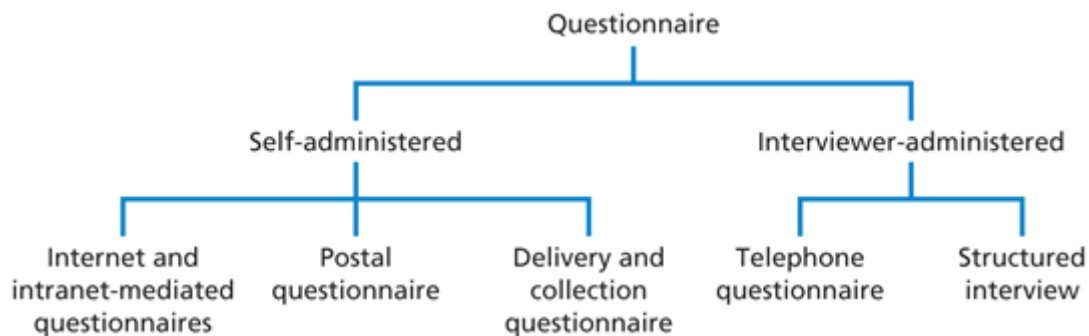 Questionnaire
Self-administered
Interviewer-administered
Internet and
intranet-mediated
questionnaires
Postal
questionnaire
Delivery and
collection
questionnaire
Telephone
questionnaire
Structured
interview